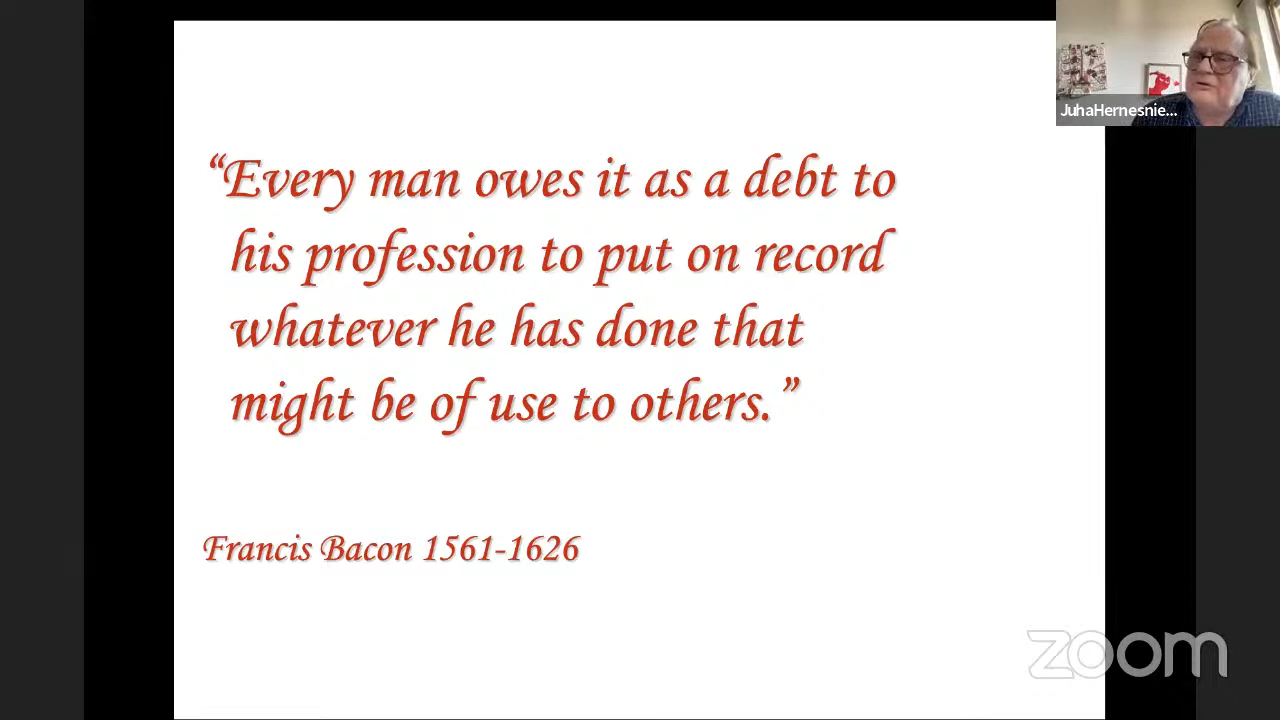 JuhaHernesnie...
“Every man owes it as a debt to
his profession to put on record
whatever he has done that
might be of use to others.”
Francis Bacon 1561-1626
zoom